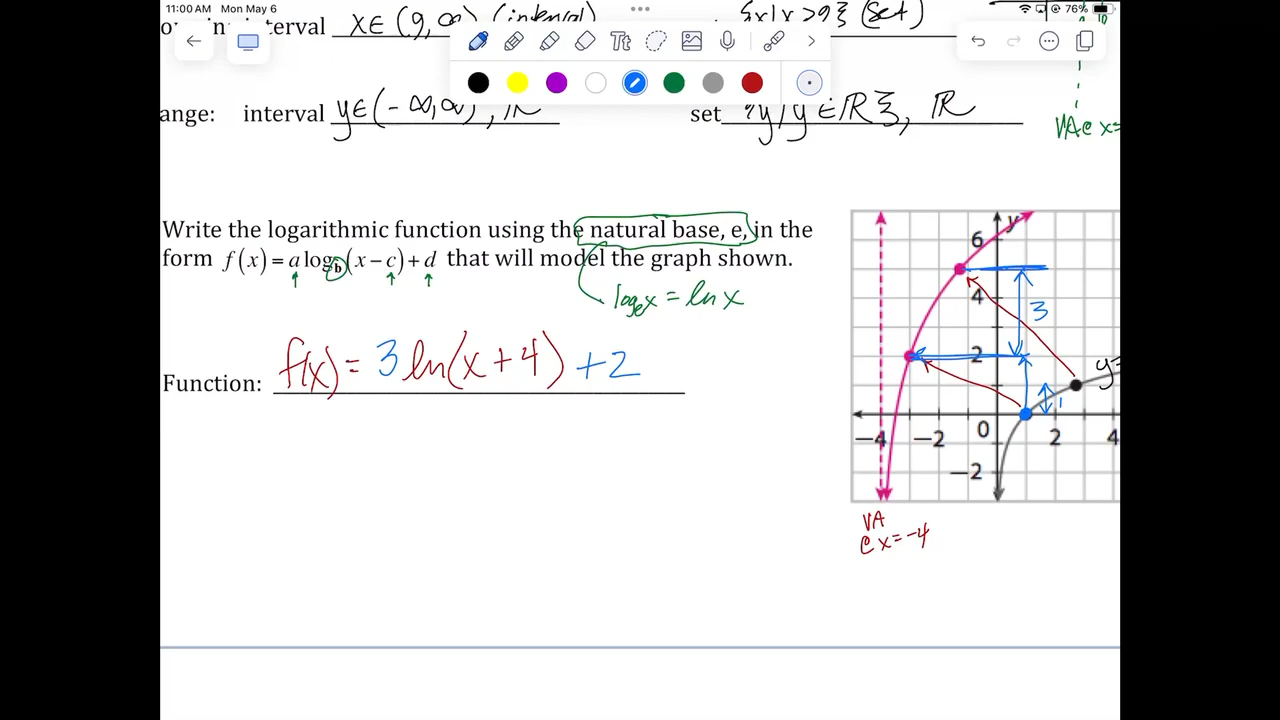 11:00 AM Mon May 6 76%
interval x∈(9,∞) (interval) {x|x>9} (set)
ange: interval y∈(-∞,∞), ℝ set {y|y∈ℝ}, ℝ
VA@ x=
Write the logarithmic function using the natural base, e, in the
form f(x)=a log_b(x−c)+d that will model the graph shown.
log_e x = ln x
Function: f(x)= 3 ln(x+4) +2
y
6
4
3
2
y=
1
−4 −2 0 2 4
−2
VA
@ x=-4